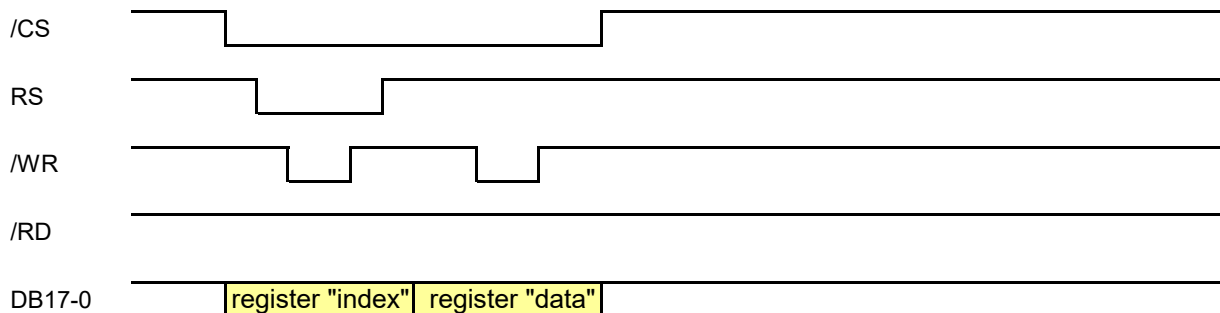 /CS
RS
/WR
/RD
DB17-0 register "index" register "data"